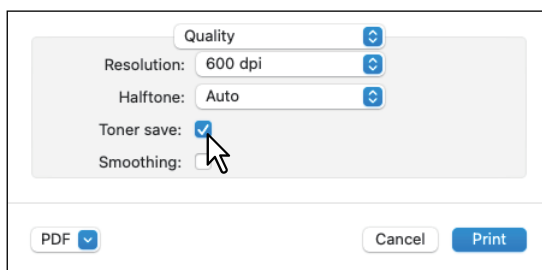 Quality
Resolution: 600 dpi
Halftone: Auto
Toner save:
Smoothing:
PDF Cancel Print